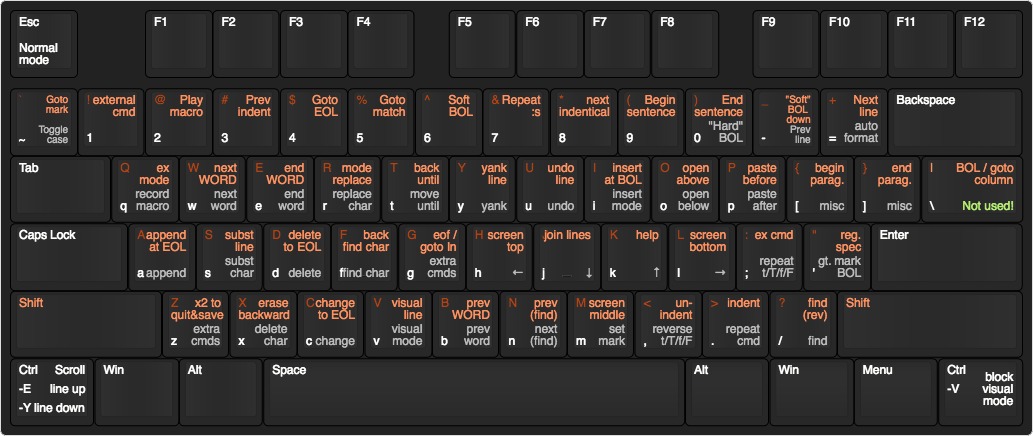 Esc
Normal
mode
F1
F2
F3
F4
F5
F6
F7
F8
F9
F10
F11
F12
` Goto
mark
Toggle
~ case
! external
cmd
1
@ Play
macro
2
# Prev
indent
3
$ Goto
EOL
4
% Goto
match
5
^ Soft
BOL
6
& Repeat
:s
7
* next
indentical
8
( Begin
sentence
9
) End
sentence
"Hard"
0 BOL
_ "Soft"
BOL
down
Prev
- line
+ Next
line
auto
= format
Backspace
Tab
Q ex
mode
record
q macro
W next
WORD
next
w word
E end
WORD
end
e word
R mode
replace
replace
r char
T back
until
move
t until
Y yank
line
y yank
U undo
line
u undo
I insert
at BOL
insert
i mode
O open
above
open
o below
P paste
before
paste
p after
{ begin
parag.
[ misc
} end
parag.
] misc
| BOL / goto
column
\ Not used!
Caps Lock
A append
at EOL
a append
S subst
line
subst
s char
D delete
to EOL
d delete
F back
find char
f find char
G eof /
goto ln
extra
g cmds
H screen
top
h ←
join lines
j ↓
K help
k ↑
L screen
bottom
l →
: ex cmd
repeat
; t/T/f/F
" reg.
spec
gt. mark
' BOL
Enter
Shift
Z x2 to
quit&save
extra
z cmds
X erase
backward
delete
x char
C change
to EOL
c change
V visual
line
visual
v mode
B prev
WORD
prev
b word
N prev
(find)
next
n (find)
M screen
middle
set
m mark
< un-
indent
reverse
, t/T/f/F
> indent
repeat
. cmd
? find
(rev)
/ find
Shift
Ctrl Scroll
-E line up
-Y line down
Win
Alt
Space
Alt
Win
Menu
Ctrl
-V block
visual
mode